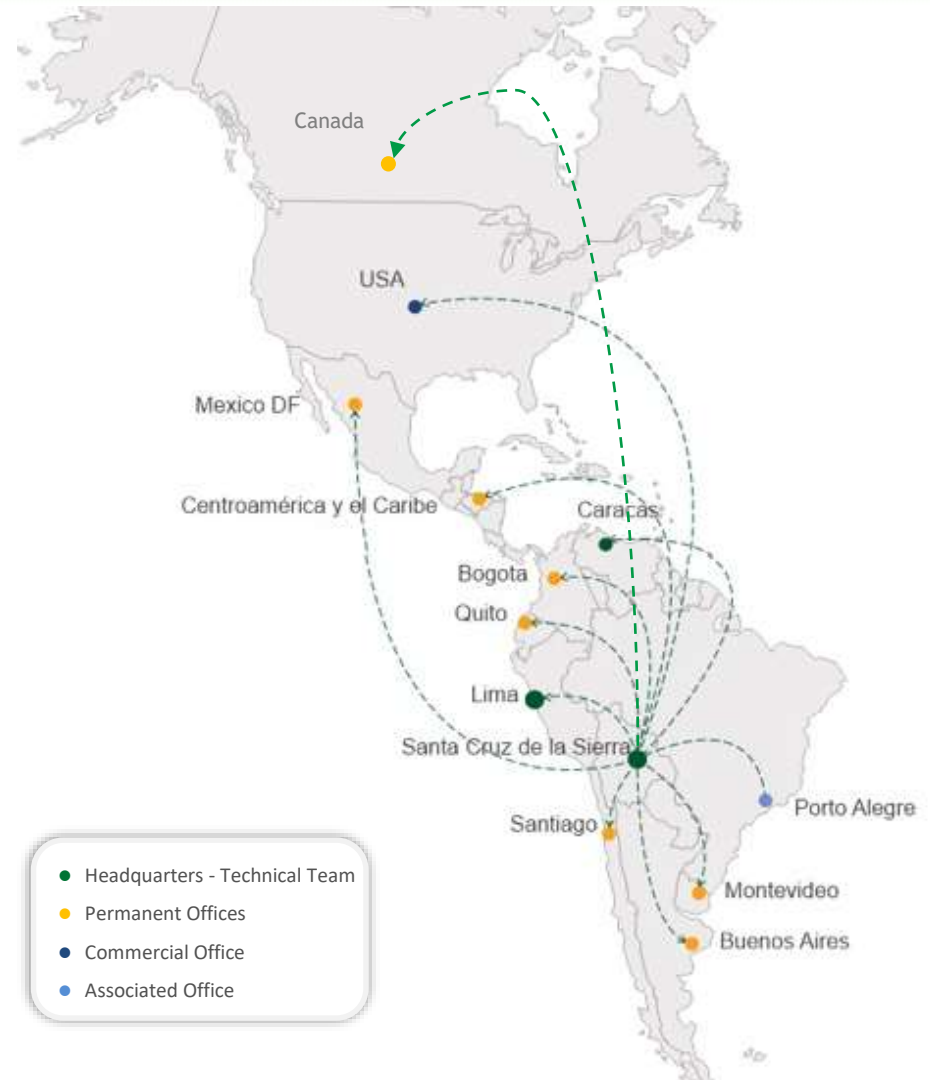 Canada
USA
Mexico DF
Centroamérica y el Caribe
Caracas
Bogota
Quito
Lima
Santa Cruz de la Sierra
Porto Alegre
Santiago
Montevideo
Buenos Aires
Headquarters - Technical Team
Permanent Offices
Commercial Office
Associated Office